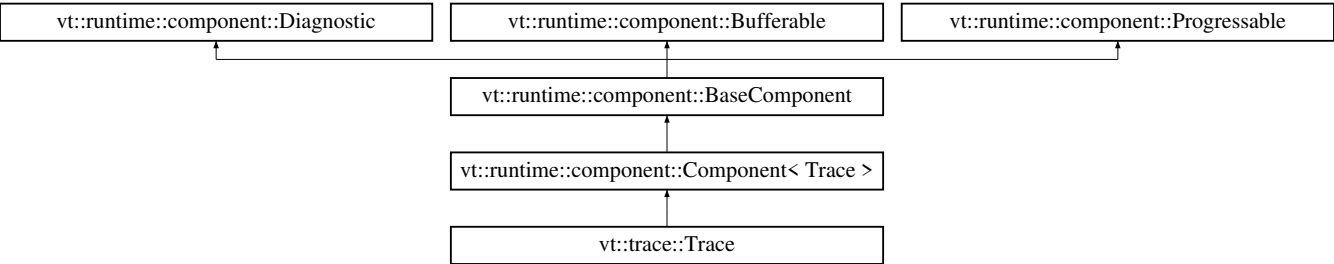 vt::runtime::component::Diagnostic
vt::runtime::component::Bufferable
vt::runtime::component::Progressable
vt::runtime::component::BaseComponent
vt::runtime::component::Component< Trace >
vt::trace::Trace